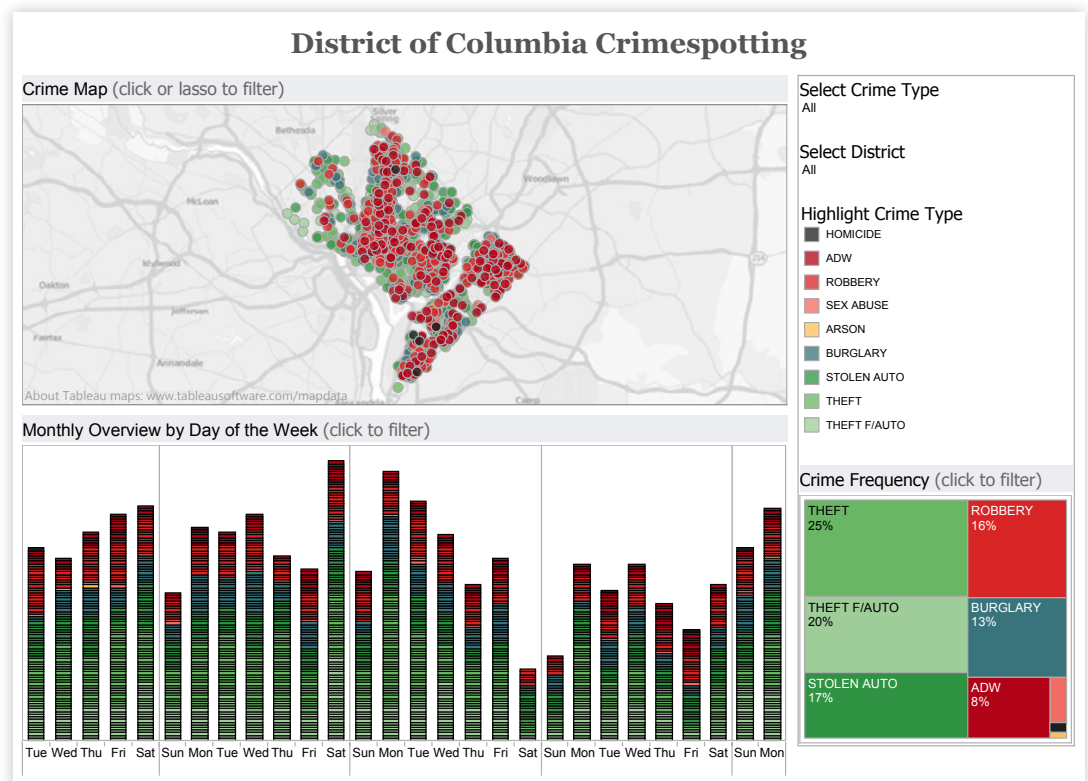 District of Columbia Crimespotting
Crime Map (click or lasso to filter)
Silver
Spring
Bethesda
Woodlawn
McLean
Idylwood
214
Oakton
Jefferson
Fairfax
Annandale
About Tableau maps: www.tableausoftware.com/mapdata
Alexandria
Camp
Select Crime Type
All
Select District
All
Highlight Crime Type
HOMICIDE
ADW
ROBBERY
SEX ABUSE
ARSON
BURGLARY
STOLEN AUTO
THEFT
THEFT F/AUTO
Monthly Overview by Day of the Week (click to filter)
Tue Wed Thu Fri Sat Sun Mon Tue Wed Thu Fri Sat Sun Mon Tue Wed Thu Fri Sat Sun Mon Tue Wed Thu Fri Sat Sun Mon
Crime Frequency (click to filter)
THEFT
25%
ROBBERY
16%
THEFT F/AUTO
20%
BURGLARY
13%
STOLEN AUTO
17%
ADW
8%